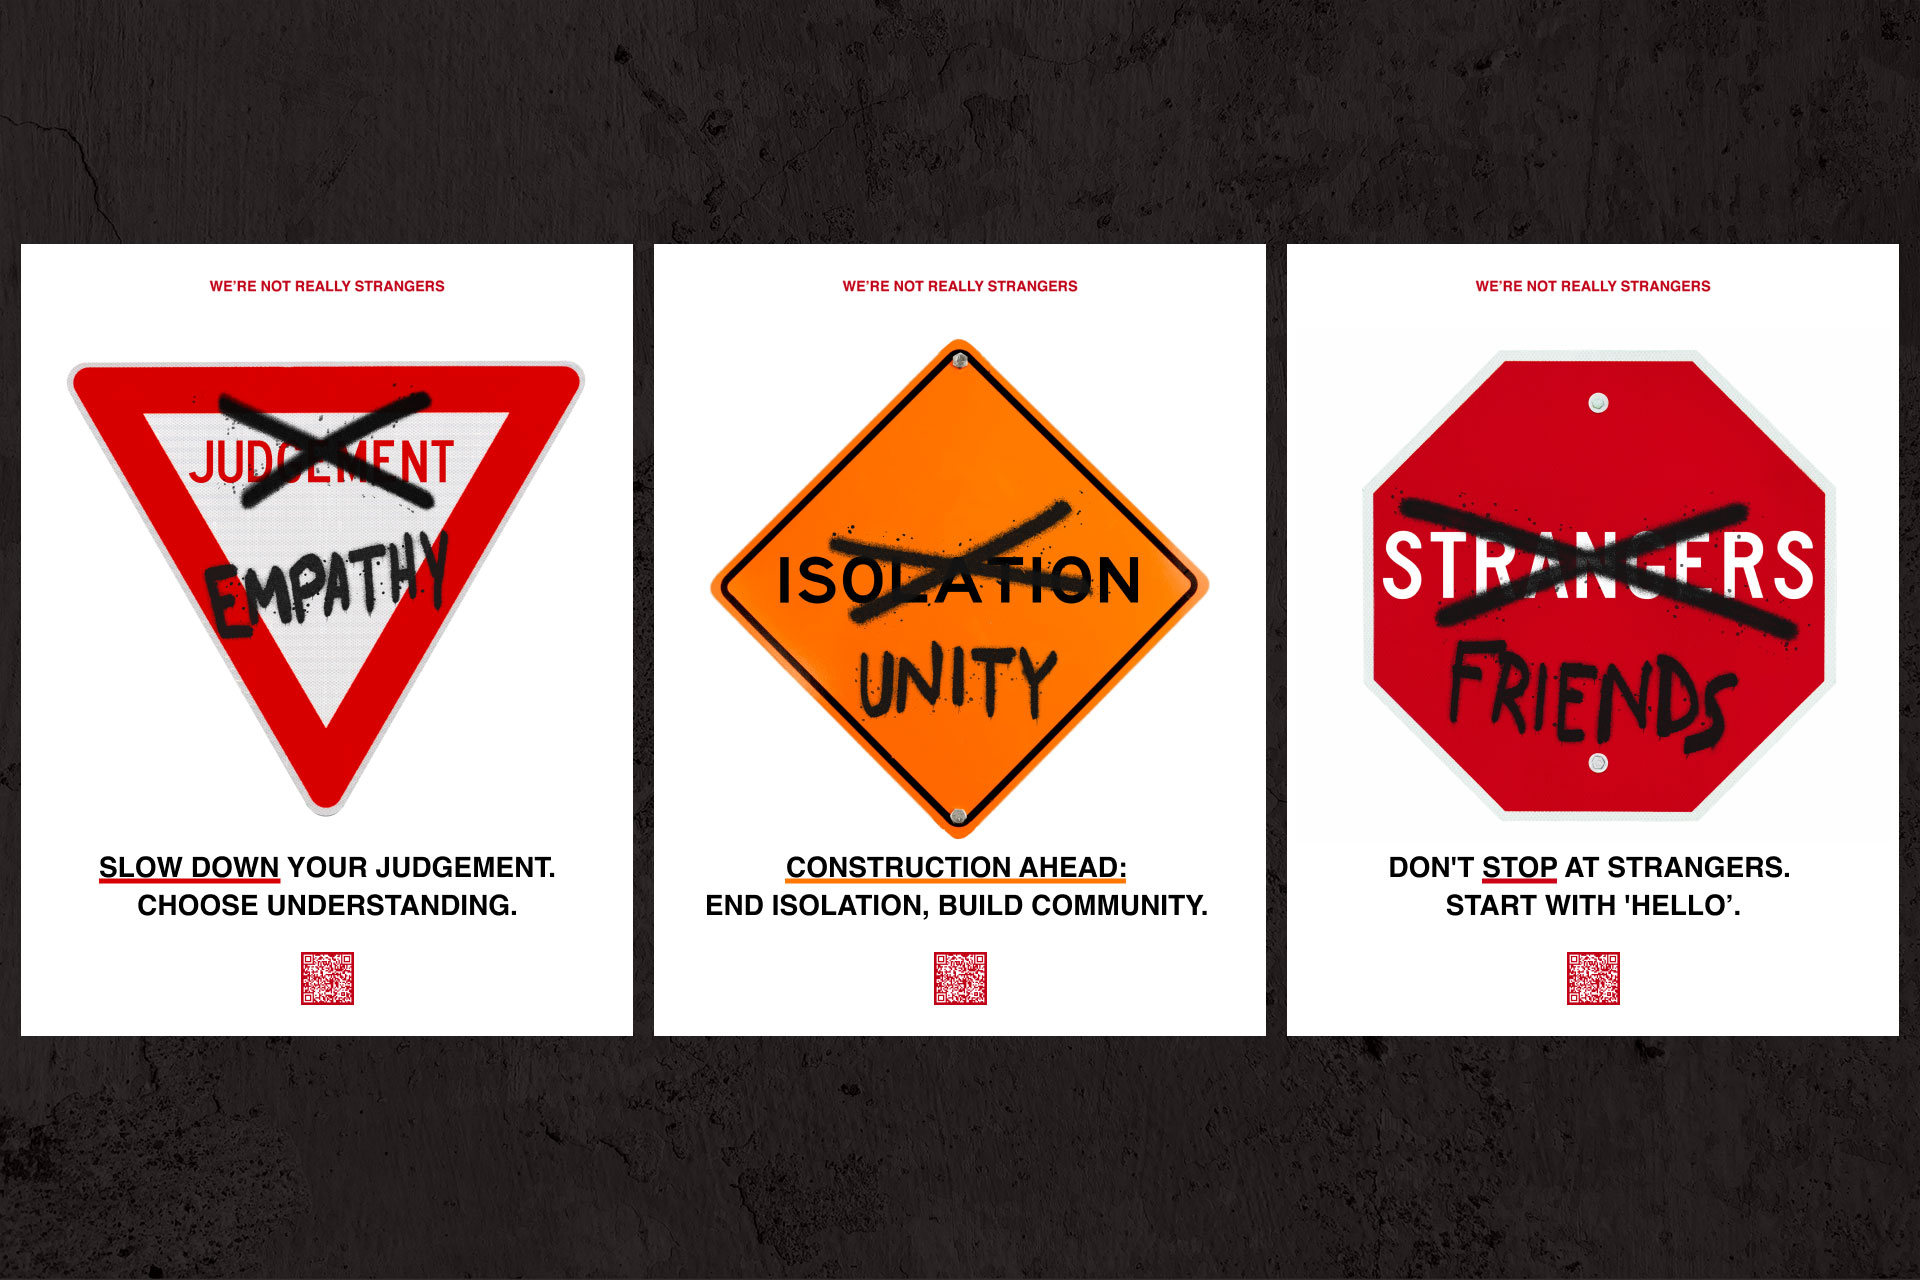 WE'RE NOT REALLY STRANGERS
JUDGEMENT
EMPATHY
SLOW DOWN YOUR JUDGEMENT.
CHOOSE UNDERSTANDING.
WE'RE NOT REALLY STRANGERS
ISOLATION
UNITY
CONSTRUCTION AHEAD:
END ISOLATION, BUILD COMMUNITY.
WE'RE NOT REALLY STRANGERS
STRANGERS
FRIENDS
DON'T STOP AT STRANGERS.
START WITH 'HELLO’.